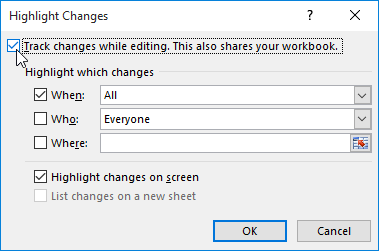 Highlight Changes
Track changes while editing. This also shares your workbook.
Highlight which changes
When: All
Who: Everyone
Where:
Highlight changes on screen
List changes on a new sheet
OK Cancel